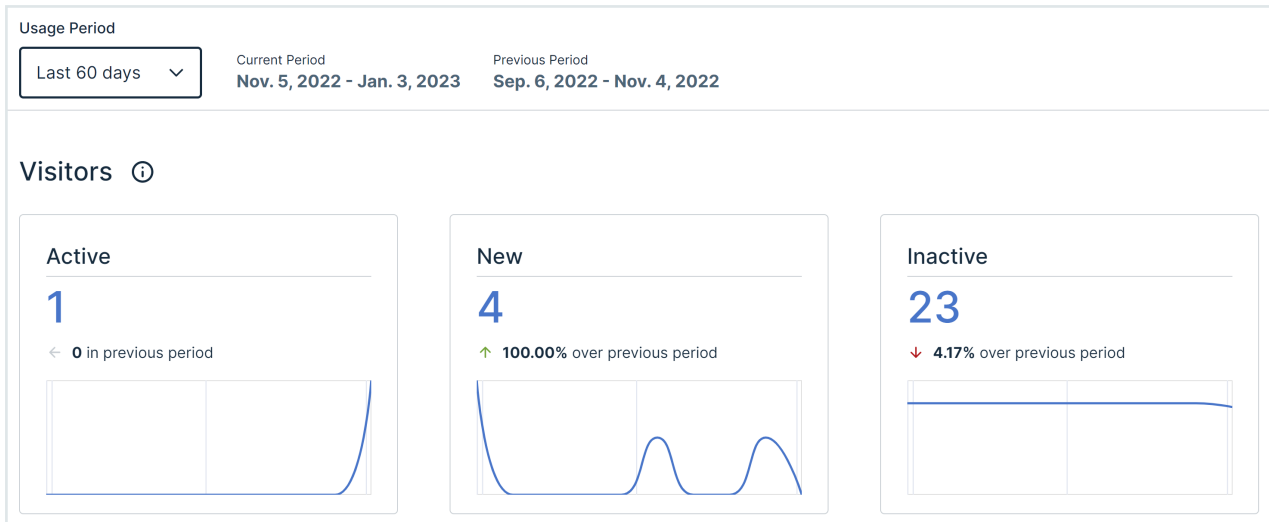 Usage Period
Last 60 days
Current Period
Nov. 5, 2022 - Jan. 3, 2023
Previous Period
Sep. 6, 2022 - Nov. 4, 2022
Visitors
Active
1
0 in previous period
New
4
100.00% over previous period
Inactive
23
4.17% over previous period